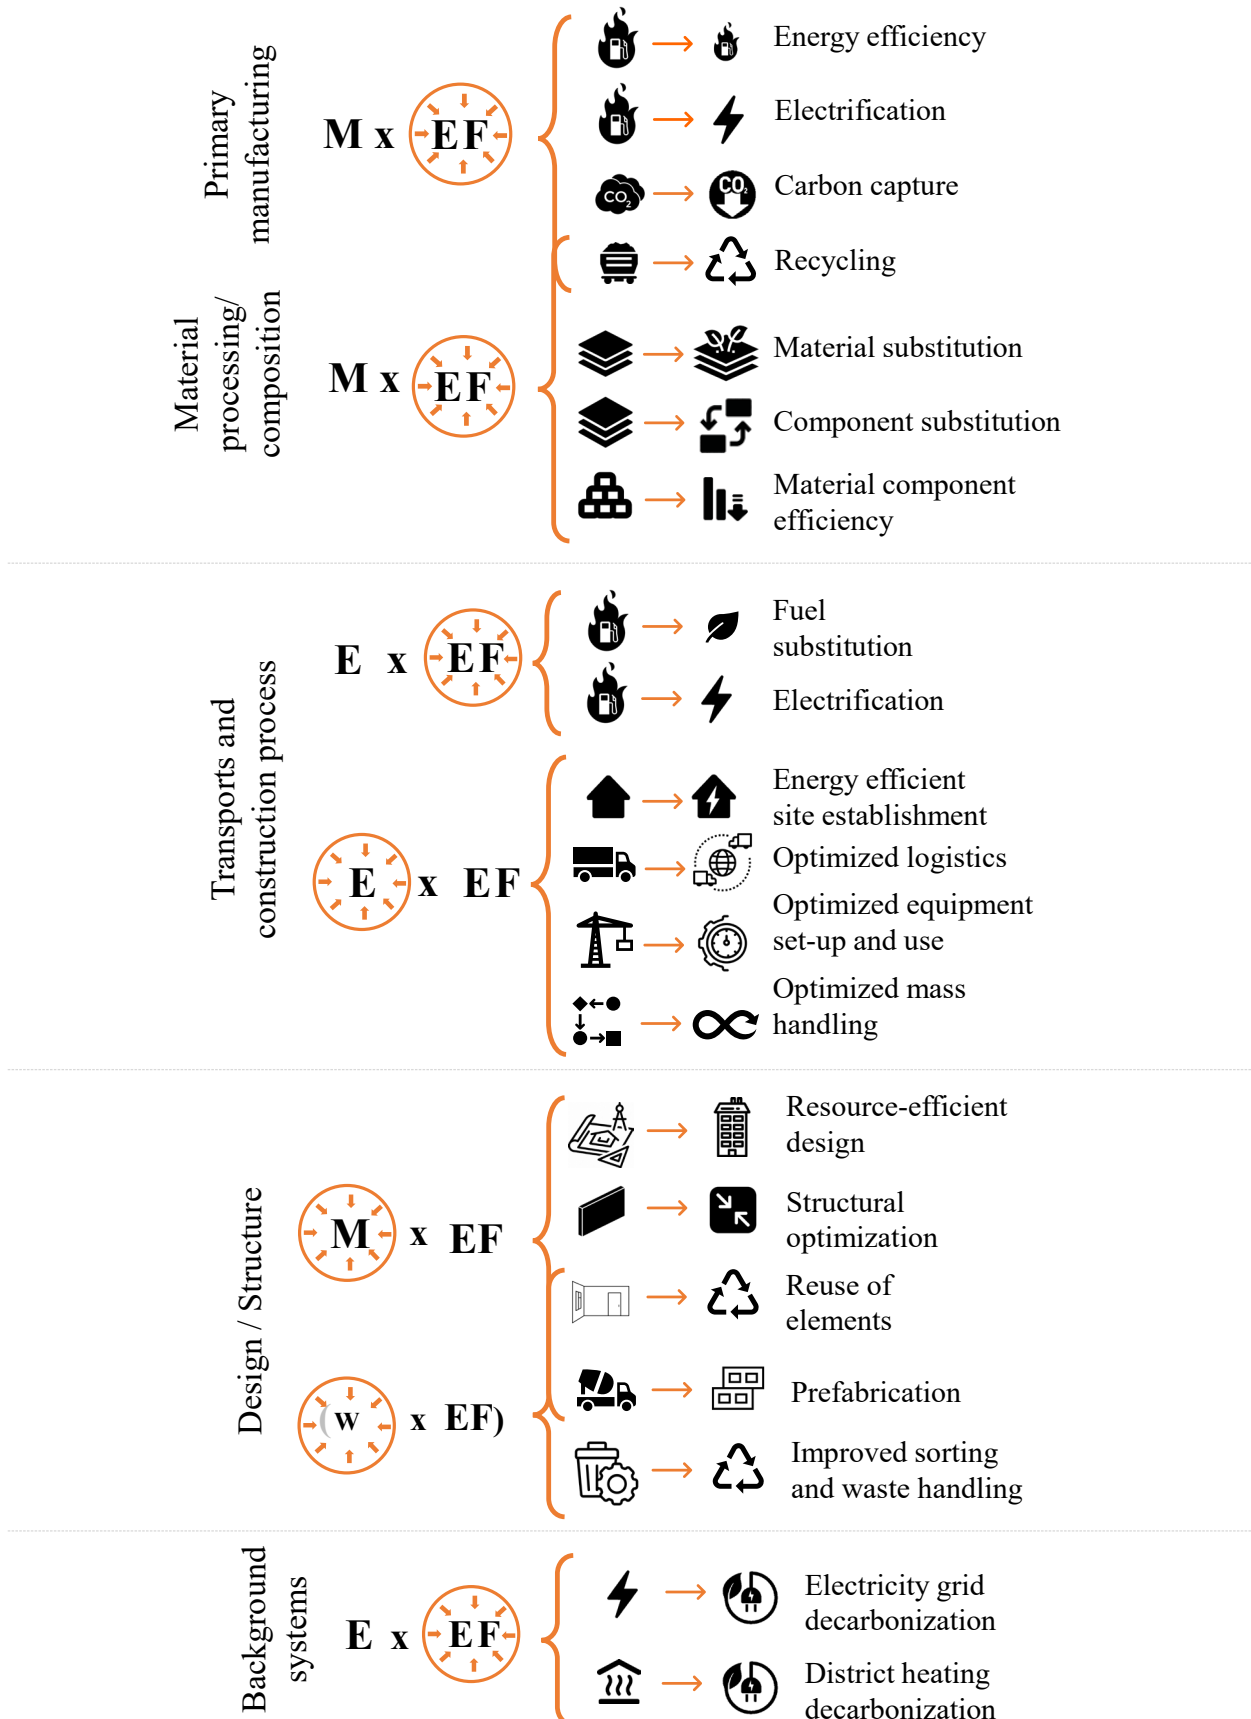 Primary
manufacturing
M x EF
Energy efficiency
Electrification
CO₂
CO₂
Carbon capture
Recycling
Material
processing/
composition
M x EF
Material substitution
Component substitution
Material component
efficiency
Transports and
construction process
E x EF
Fuel
substitution
Electrification
E x EF
Energy efficient
site establishment
Optimized logistics
Optimized equipment
set-up and use
Optimized mass
handling
Design / Structure
M x EF
Resource-efficient
design
Structural
optimization
Reuse of
elements
(w x EF)
Prefabrication
Improved sorting
and waste handling
Background
systems
E x EF
Electricity grid
decarbonization
District heating
decarbonization